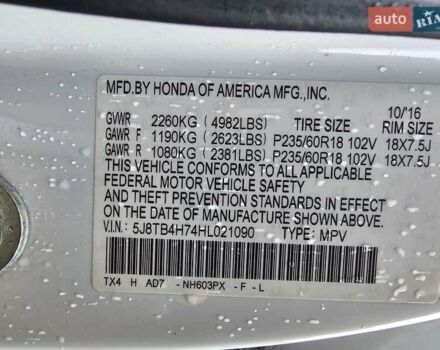 auto RIA
MFD.BY HONDA OF AMERICA MFG.,INC. 10/16
GVWR 2260KG (4982LBS) TIRE SIZE RIM SIZE
GAWR F 1190KG (2623LBS) P235/60R18 102V 18X7.5J
GAWR R 1080KG (2381LBS) P235/60R18 102V 18X7.5J
THIS VEHICLE CONFORMS TO ALL APPLICABLE
FEDERAL MOTOR VEHICLE SAFETY AND
THEFT PREVENTION STANDARDS IN EFFECT ON THE
DATE OF MANUFACTURE SHOWN ABOVE.
V.I.N: 5J8TB4H74HL021090 TYPE: MPV
TX4 H AD7 - NH603PX - F - L